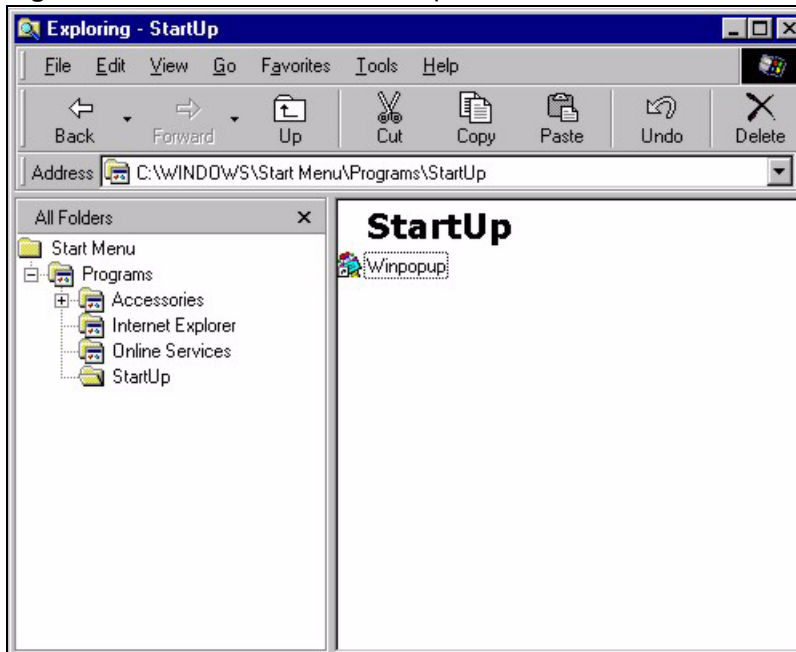 Exploring - StartUp
File Edit View Go Favorites Tools Help
Back Forward Up Cut Copy Paste Undo Delete
Address C:\WINDOWS\Start Menu\Programs\StartUp
All Folders
Start Menu
Programs
Accessories
Internet Explorer
Online Services
StartUp
StartUp
Winpopup